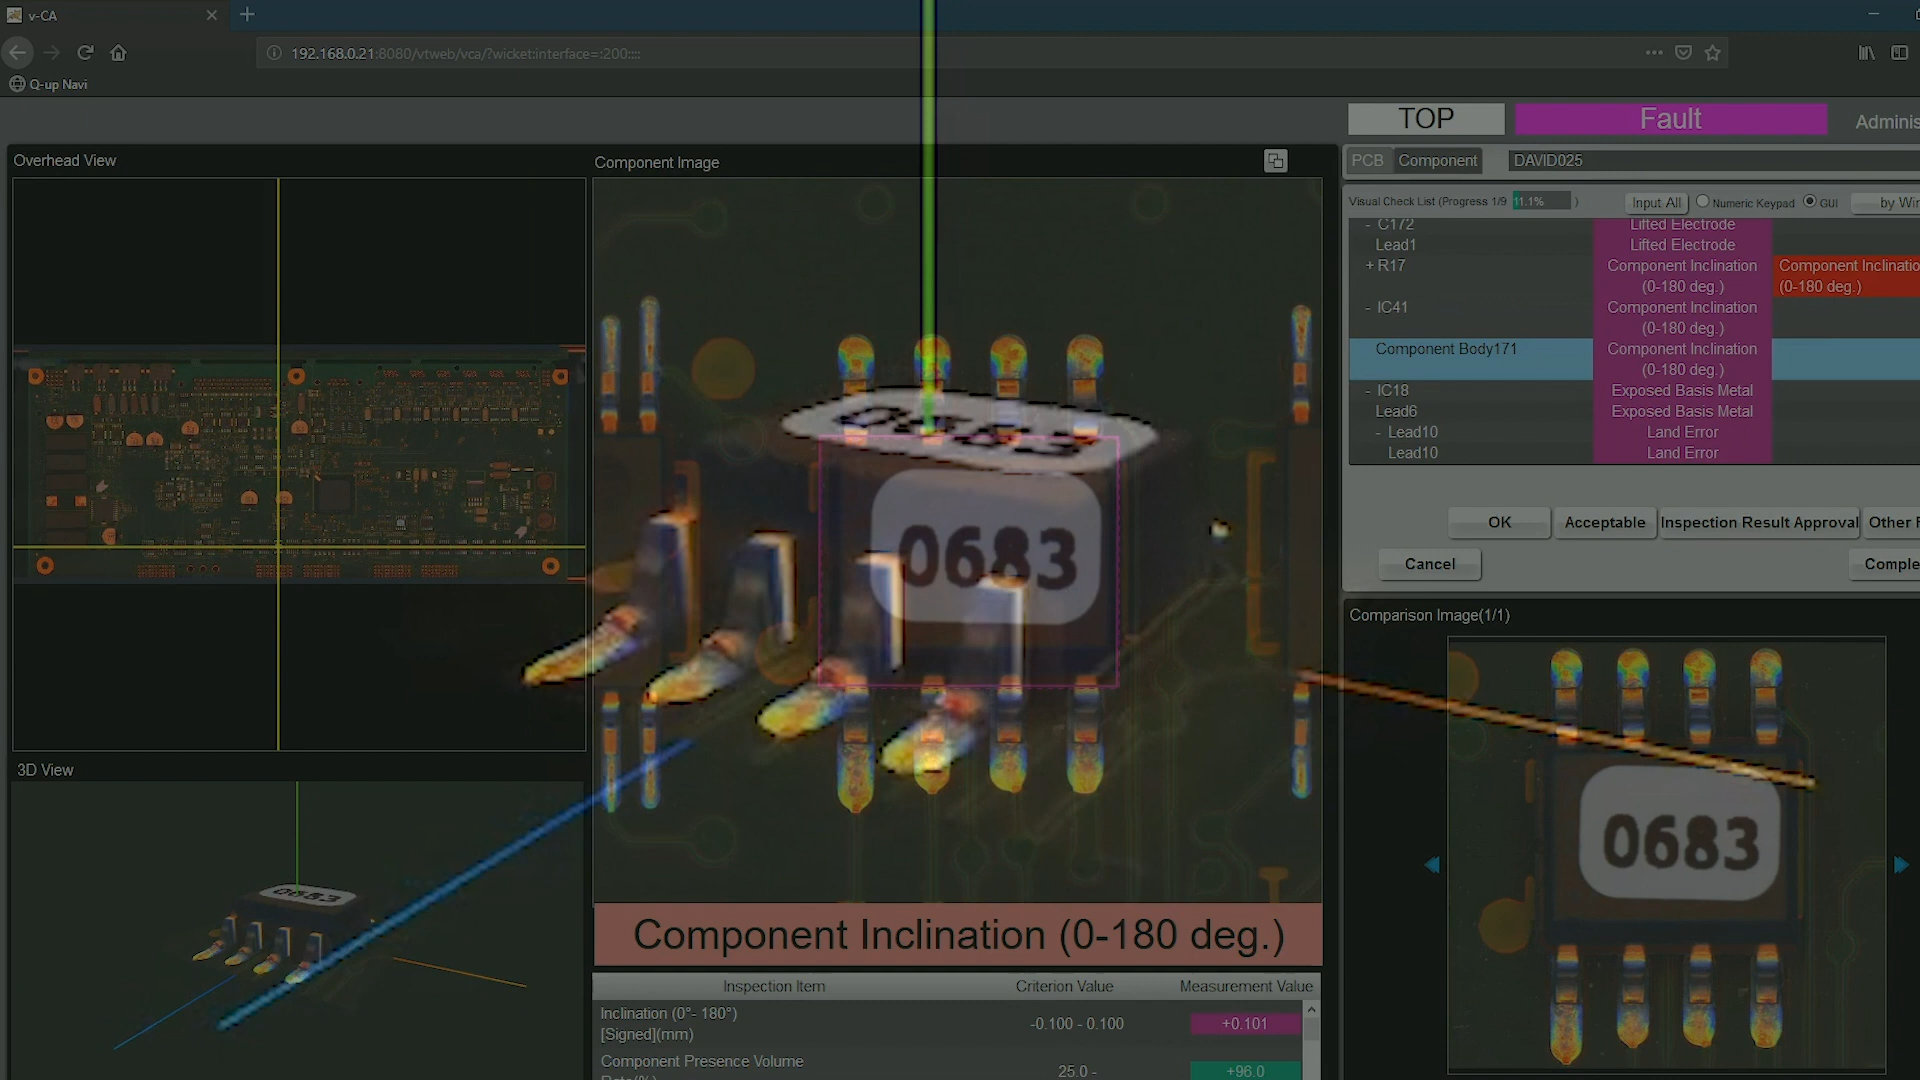 v-CA
192.168.0.21:8080/vtweb/vca/?wicket:interface=:200::::
Q-up Navi
TOP
Fault
Adminis
Overhead View
Component Image
PCB
Component
DAVID025
Visual Check List (Progress 1/9 11.1% )
Input All
Numeric Keypad
GUI
by Wir
- C172 Lifted Electrode
Lead1 Lifted Electrode
+ R17 Component Inclination (0-180 deg.) Component Inclinatio (0-180 deg.)
- IC41 Component Inclination (0-180 deg.)
Component Body171 Component Inclination (0-180 deg.)
- IC18 Exposed Basis Metal
Lead6 Exposed Basis Metal
- Lead10 Land Error
Lead10 Land Error
0683
0683
OK
Acceptable
Inspection Result Approval
Other F
Cancel
Comple
Comparison Image(1/1)
0683
3D View
0683
Component Inclination (0-180 deg.)
Inspection Item Criterion Value Measurement Value
Inclination (0°- 180°)
[Signed](mm) -0.100 - 0.100 +0.101
Component Presence Volume
25.0 - +96.0